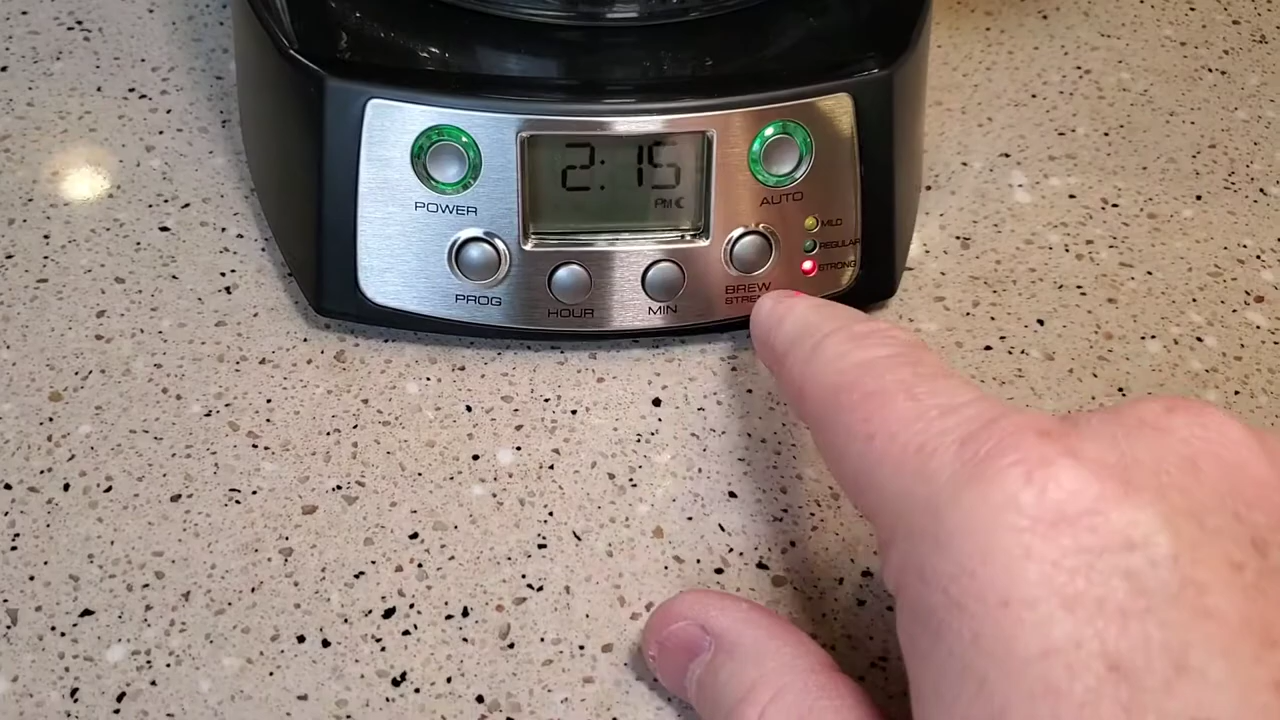 POWER
2:15
PM
AUTO
MILD
REGULAR
STRONG
PROG
HOUR
MIN
BREW